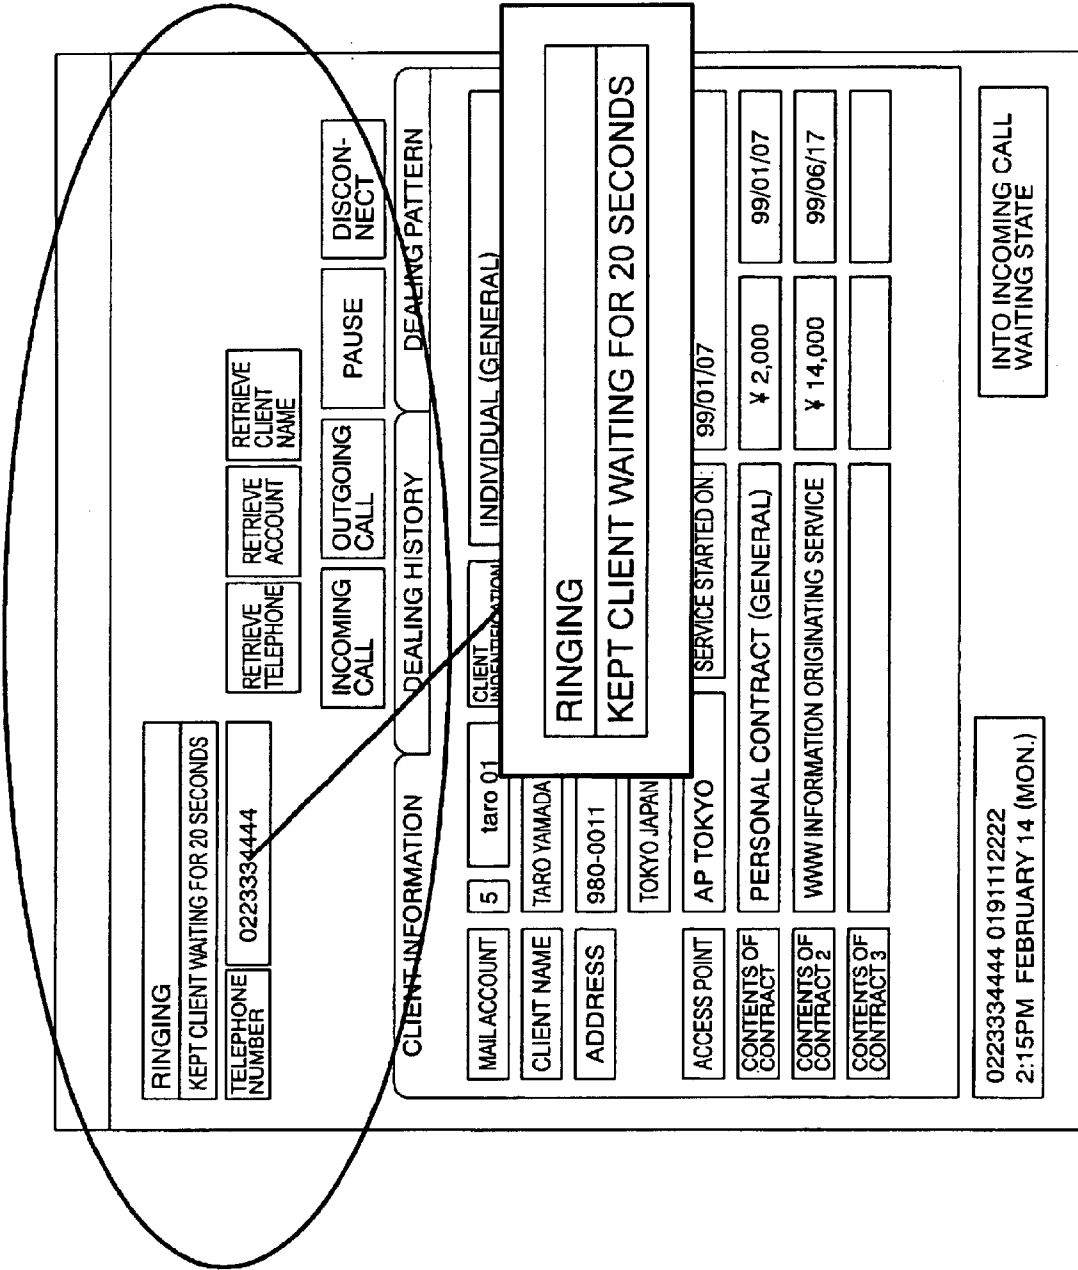 RINGING
KEPT CLIENT WAITING FOR 20 SECONDS
TELEPHONE
NUMBER
0223334444
RETRIEVE
TELEPHONE
RETRIEVE
ACCOUNT
RETRIEVE
CLIENT
NAME
INCOMING
CALL
OUTGOING
CALL
PAUSE
DISCON-
NECT
CLIENT INFORMATION
DEALING HISTORY
DEALING PATTERN
MAIL ACCOUNT
5
taro 01
CLIENT
INDENTIFICATION
INDIVIDUAL (GENERAL)
CLIENT NAME
TARO YAMADA
ADDRESS
980-0011
TOKYO JAPAN
RINGING
KEPT CLIENT WAITING FOR 20 SECONDS
ACCESS POINT
AP TOKYO
SERVICE STARTED ON:
99/01/07
CONTENTS OF
CONTRACT
PERSONAL CONTRACT (GENERAL)
¥ 2,000
99/01/07
CONTENTS OF
CONTRACT 2
WWW INFORMATION ORIGINATING SERVICE
¥ 14,000
99/06/17
CONTENTS OF
CONTRACT 3
0223334444 0191112222
2:15PM FEBRUARY 14 (MON.)
INTO INCOMING CALL
WAITING STATE